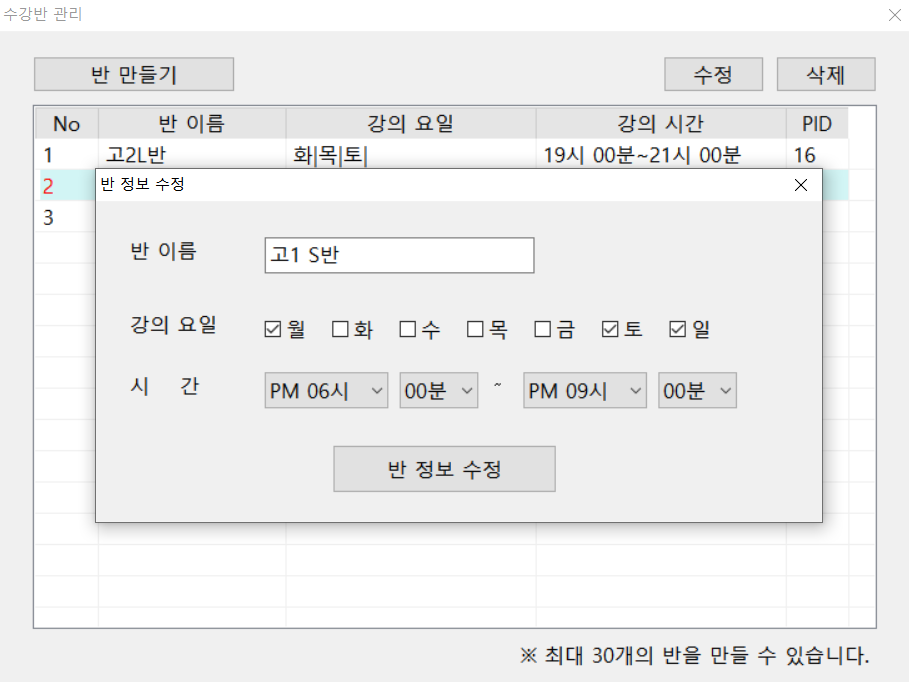 수강반 관리
반 만들기 수정 삭제
No 반 이름 강의 요일 강의 시간 PID
1 고2L반 화|목|토| 19시 00분~21시 00분 16
2
3
반 정보 수정
반 이름 고1 S반
강의 요일 월 화 수 목 금 토 일
시 간 PM 06시 00분 ~ PM 09시 00분
반 정보 수정
※ 최대 30개의 반을 만들 수 있습니다.